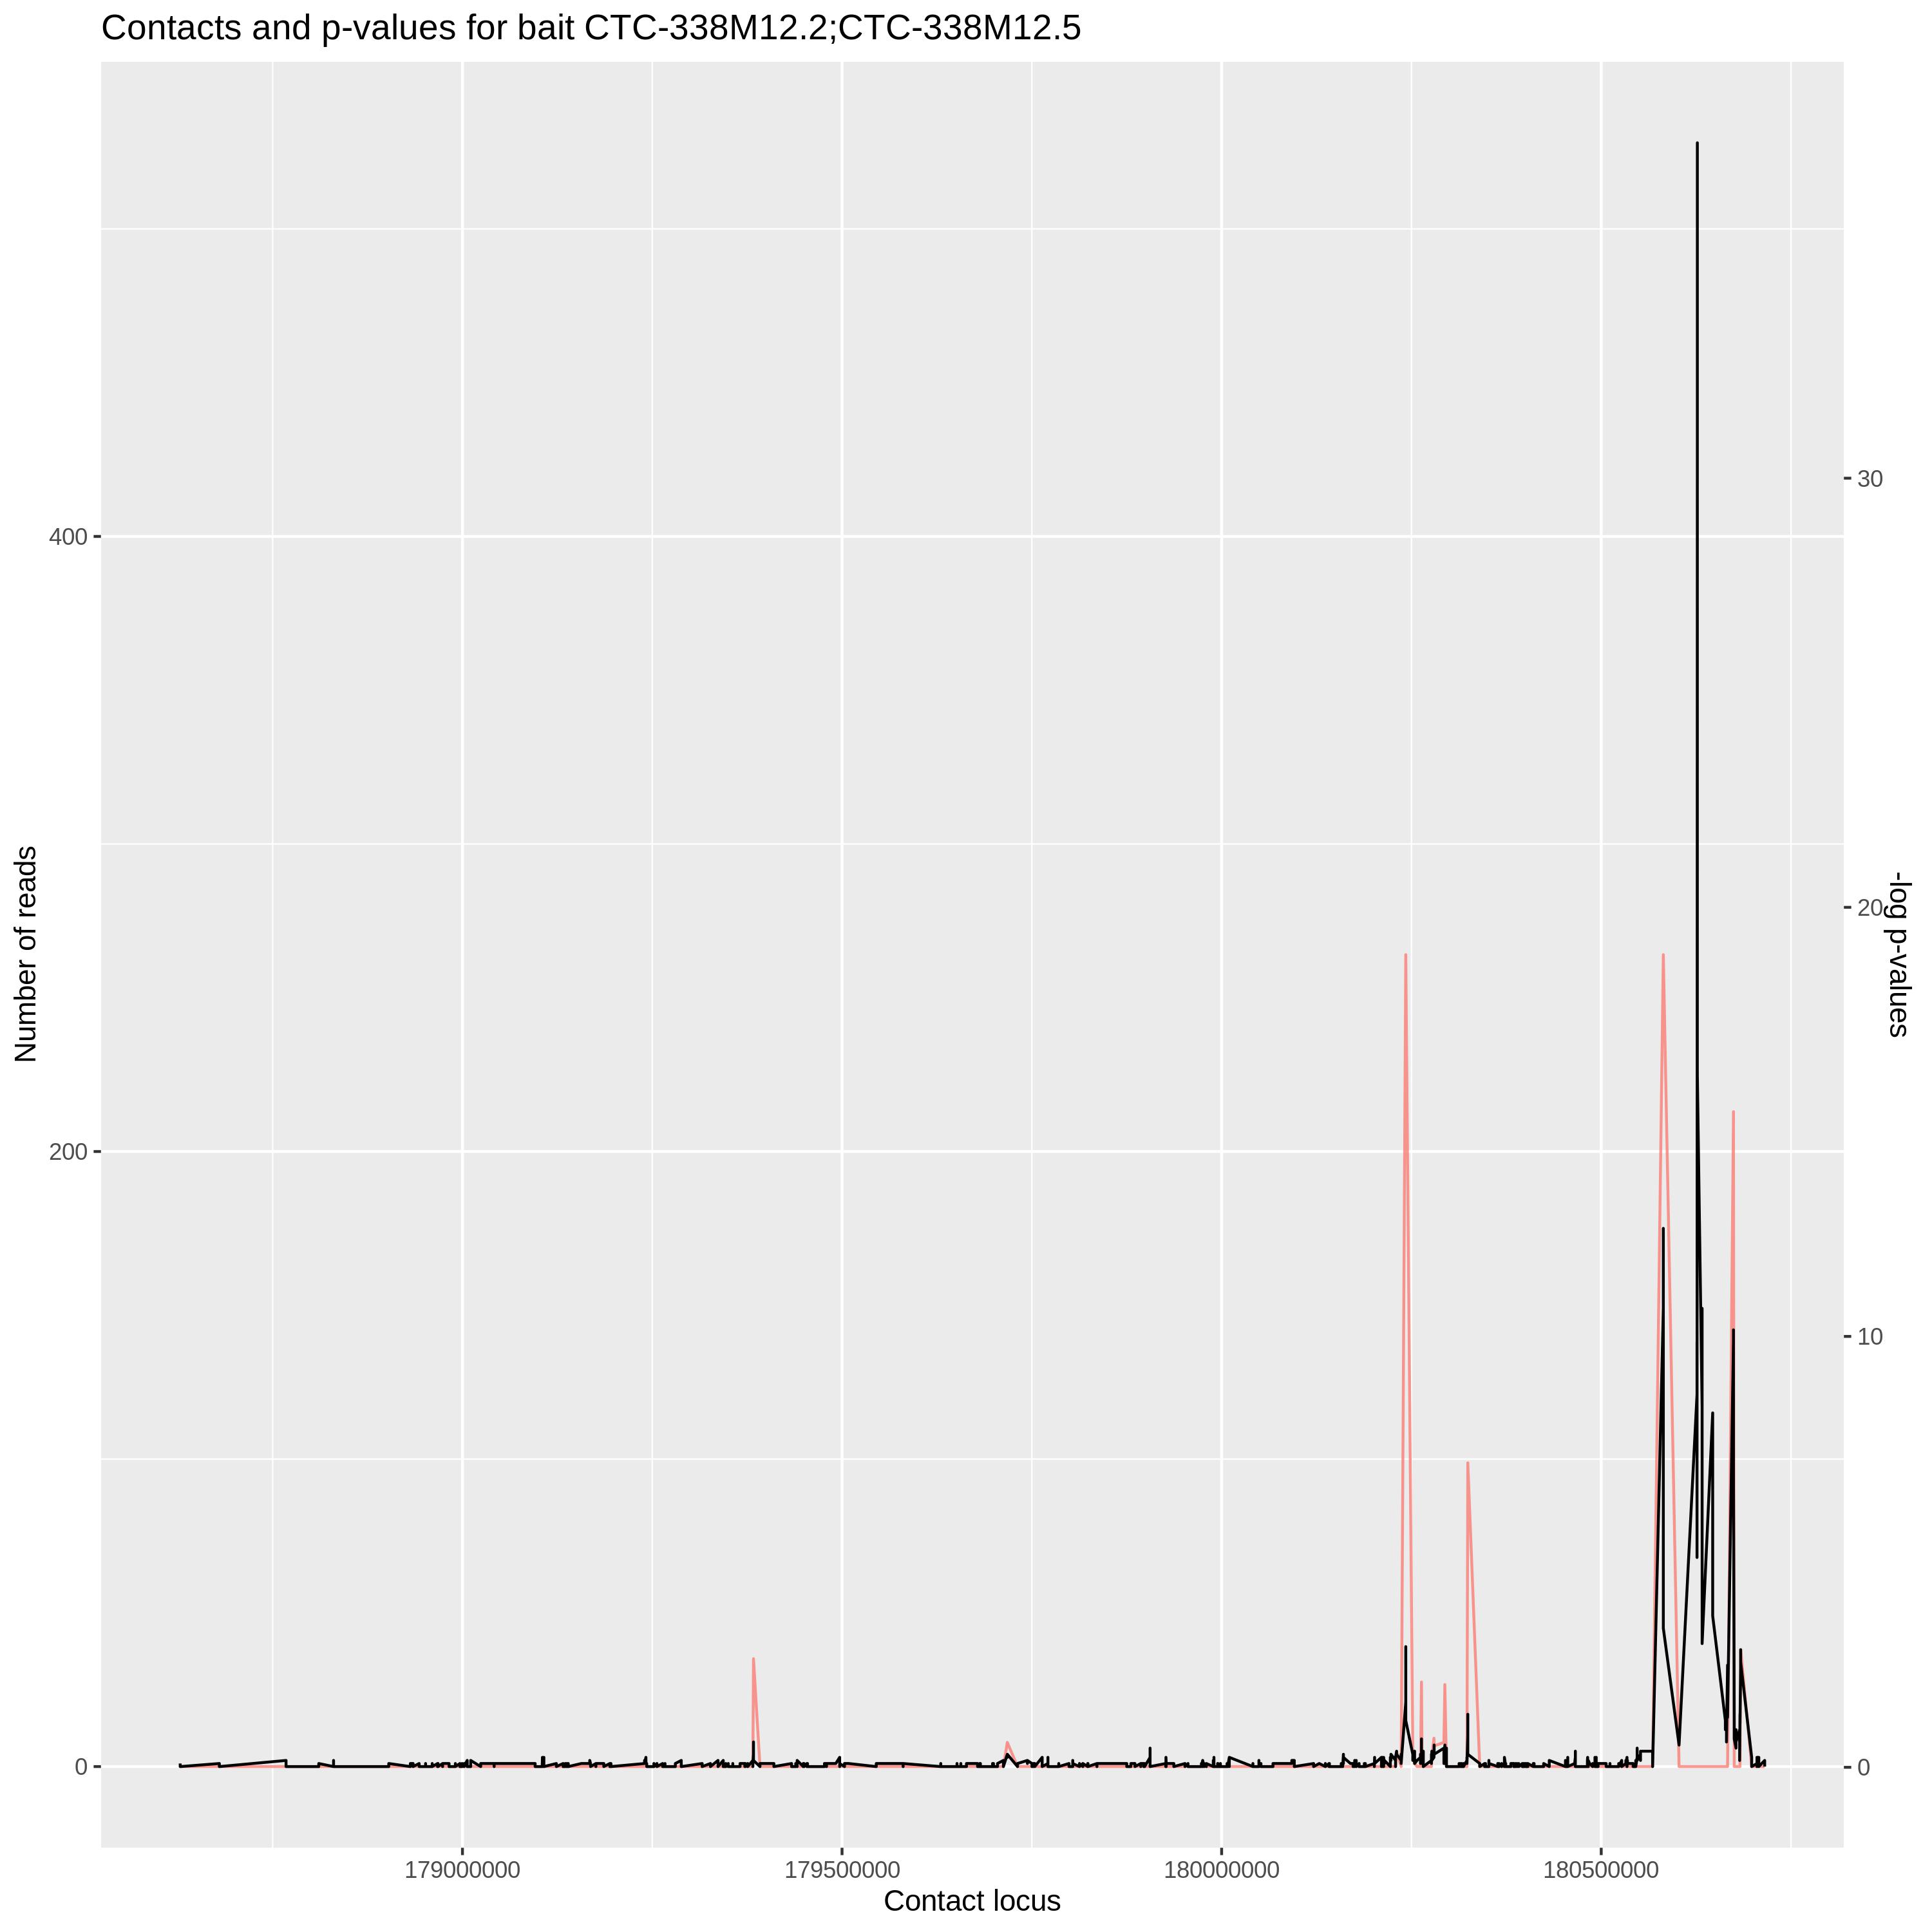 Contacts and p-values for bait CTC-338M12.2;CTC-338M12.5
400
200
0
Number of reads
30
20
10
0
-log p-values
179000000
179500000
180000000
180500000
Contact locus